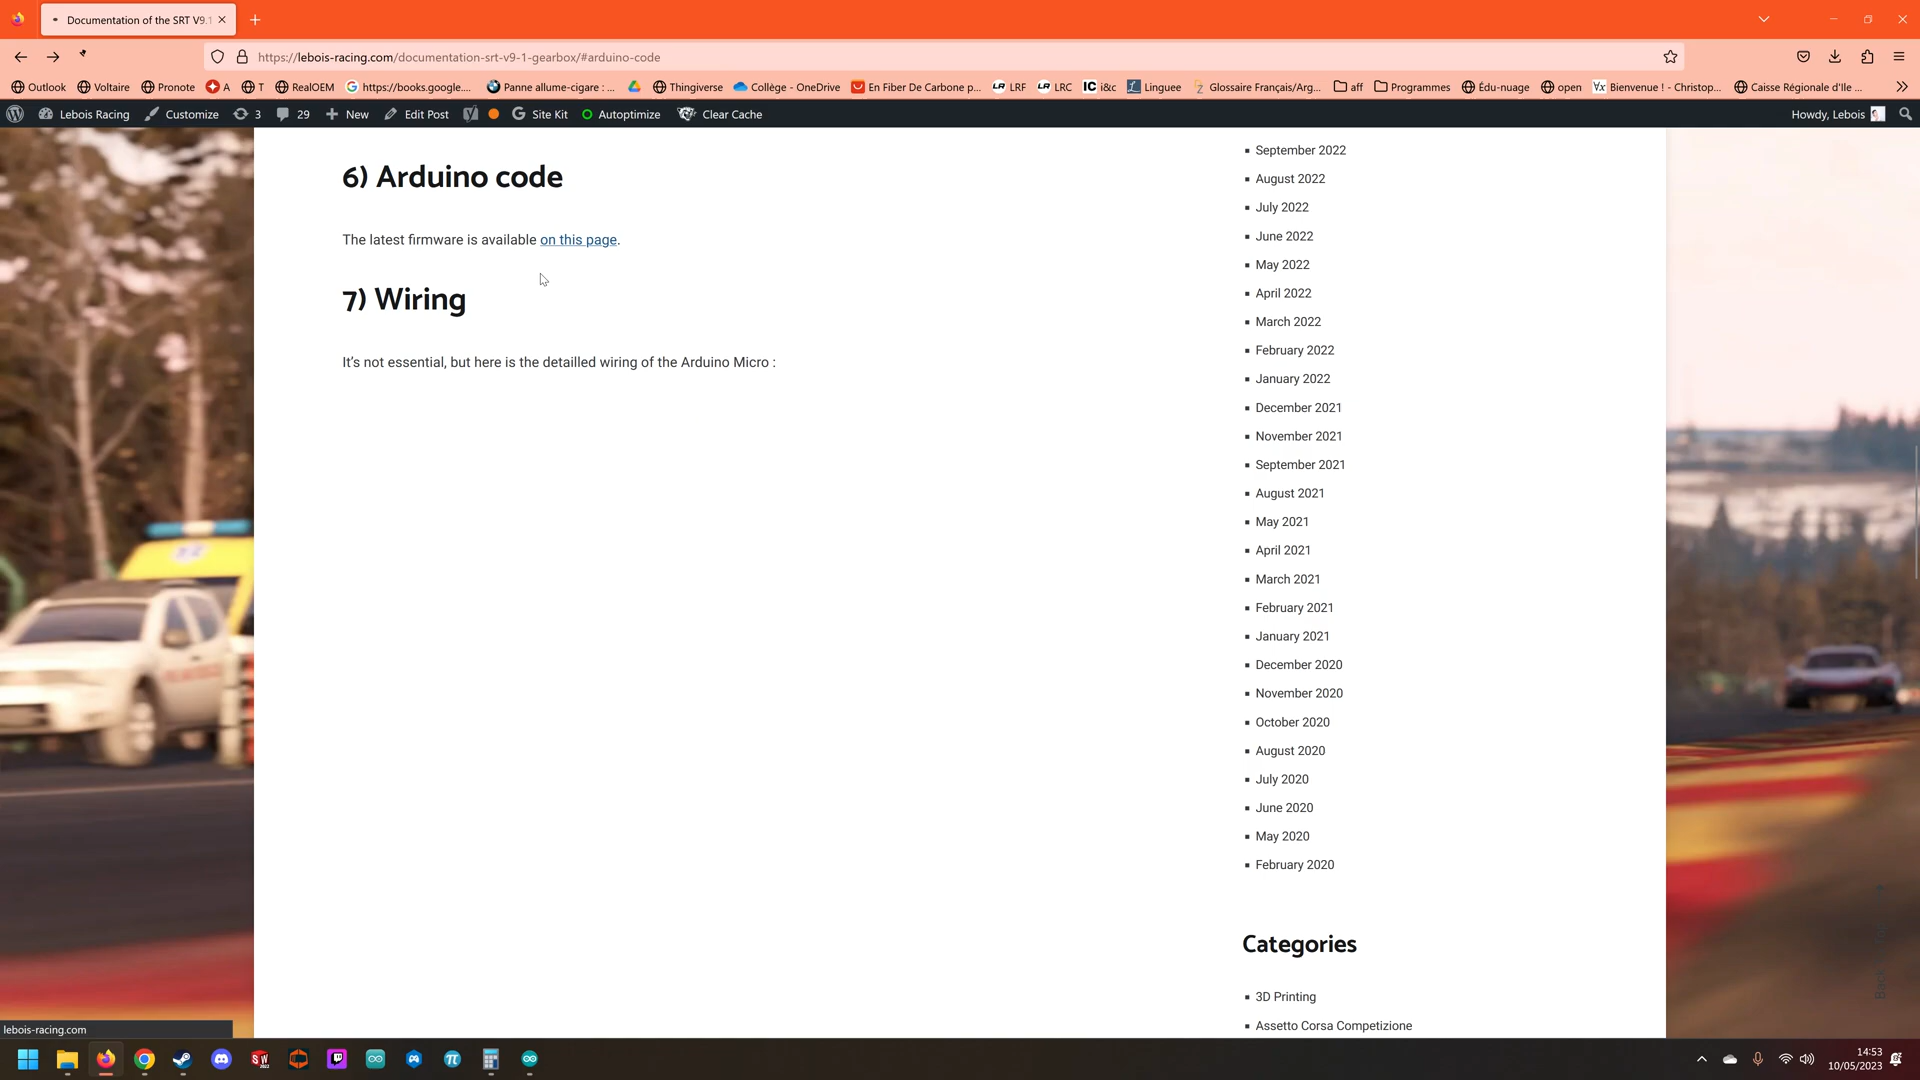 Documentation of the SRT V9.1
https://lebois-racing.com/documentation-srt-v9-1-gearbox/#arduino-code
Outlook Voltaire Pronote A T RealOEM https://books.google.... Panne allume-cigare : ... Thingiverse Collège - OneDrive En Fiber De Carbone p... LR LRF LR LRC IC i&c Linguee Glossaire Français/Arg... aff Programmes Édu-nuage open Bienvenue ! - Christop... Caisse Régionale d'Ile ...
Lebois Racing Customize 3 29 New Edit Post Site Kit Autoptimize Clear Cache Howdy, Lebois
6) Arduino code
The latest firmware is available on this page.
7) Wiring
It's not essential, but here is the detailled wiring of the Arduino Micro :
September 2022
August 2022
July 2022
June 2022
May 2022
April 2022
March 2022
February 2022
January 2022
December 2021
November 2021
September 2021
August 2021
May 2021
April 2021
March 2021
February 2021
January 2021
December 2020
November 2020
October 2020
August 2020
July 2020
June 2020
May 2020
February 2020
Categories
3D Printing
Assetto Corsa Competizione
lebois-racing.com
14:53
10/05/2023